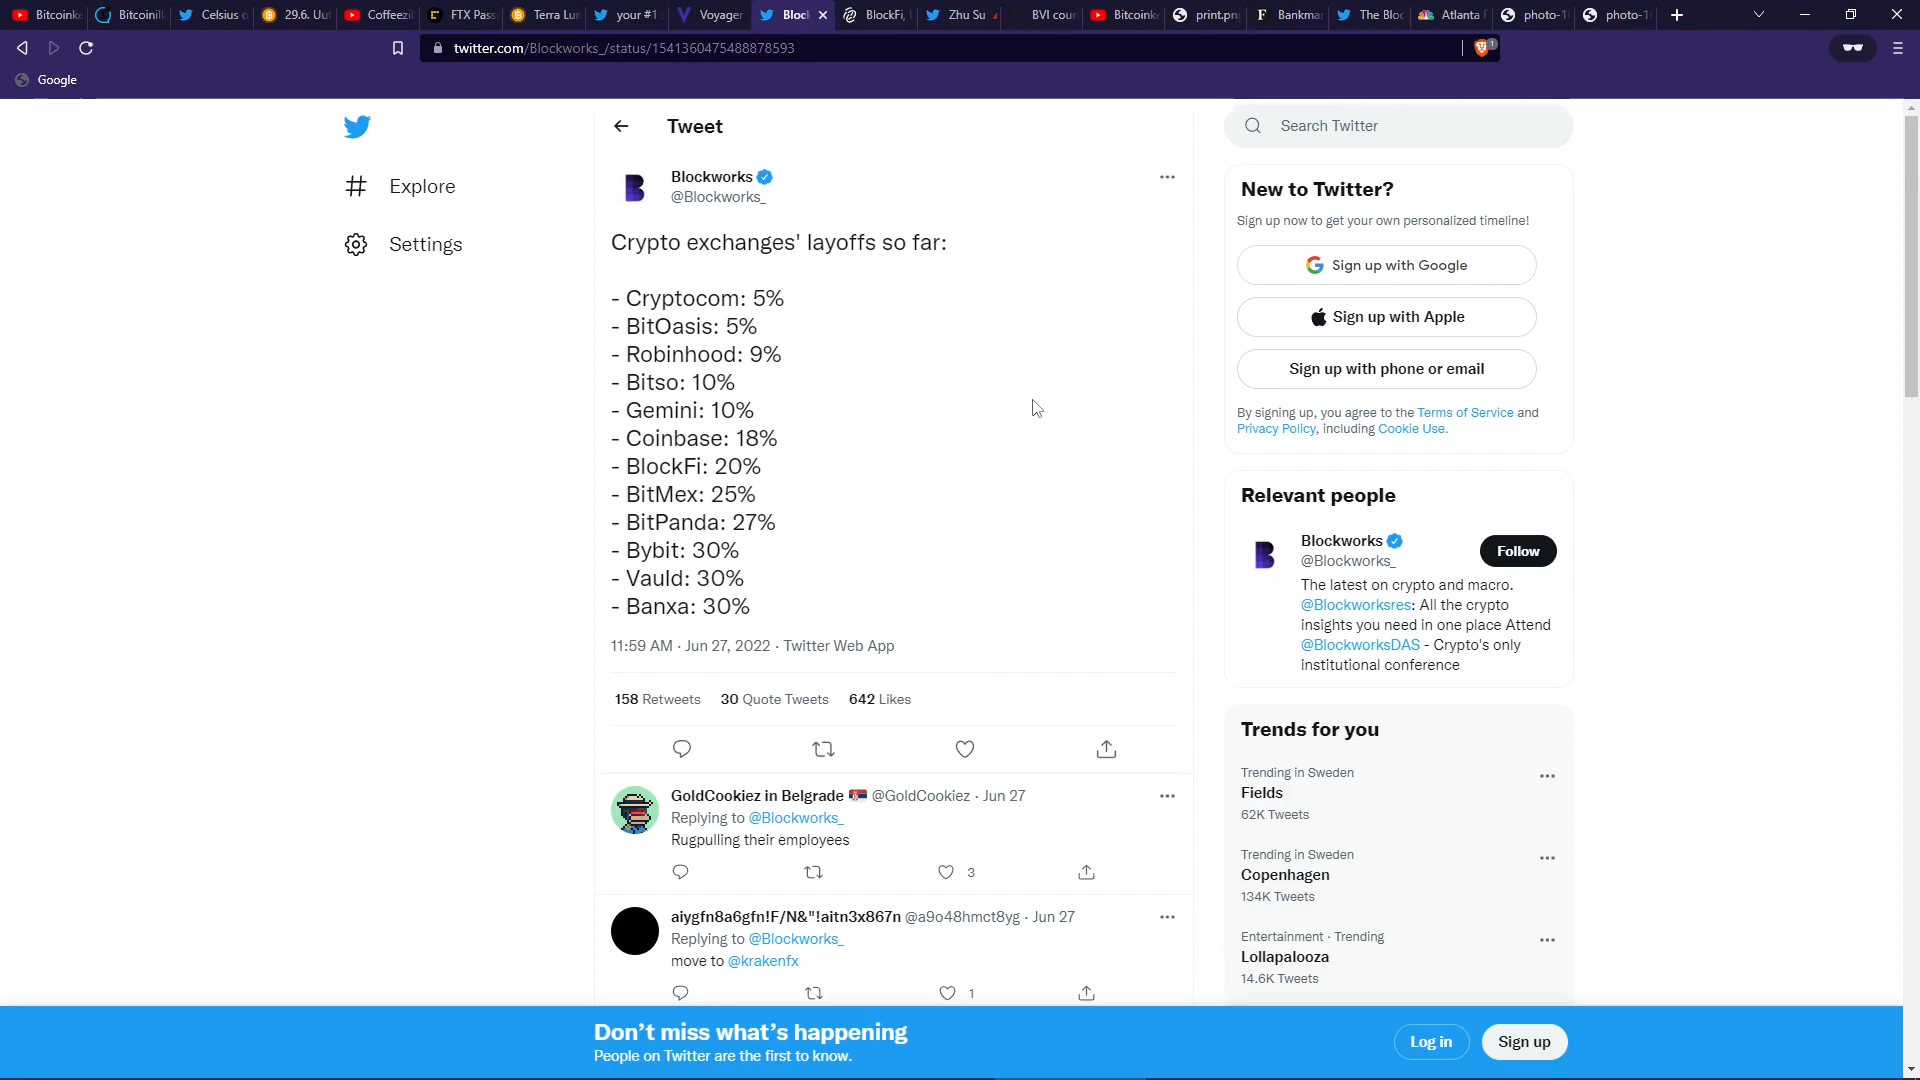 Bitcoinke
Bitcoinill
Celsius o
29.6. Uu
Coffeezil
FTX Pass
Terra Lu
your #1 s
Voyager
Bloc
BlockFi,
Zhu Su
BVI cour
Bitcoinke
print.png
Bankma
The Bloc
Atlanta F
photo-1
photo-1
twitter.com/Blockworks_/status/1541360475488878593
1
Google
Tweet
Search Twitter
Explore
Settings
Blockworks
@Blockworks_
Crypto exchanges' layoffs so far:
- Cryptocom: 5%
- BitOasis: 5%
- Robinhood: 9%
- Bitso: 10%
- Gemini: 10%
- Coinbase: 18%
- BlockFi: 20%
- BitMex: 25%
- BitPanda: 27%
- Bybit: 30%
- Vauld: 30%
- Banxa: 30%
11:59 AM · Jun 27, 2022 · Twitter Web App
158 Retweets 30 Quote Tweets 642 Likes
GoldCookiez in Belgrade @GoldCookiez · Jun 27
Replying to @Blockworks_
Rugpulling their employees
3
aiygfn8a6gfn!F/N&"!aitn3x867n @a9o48hmct8yg · Jun 27
Replying to @Blockworks_
move to @krakenfx
1
New to Twitter?
Sign up now to get your own personalized timeline!
Sign up with Google
Sign up with Apple
Sign up with phone or email
By signing up, you agree to the Terms of Service and
Privacy Policy, including Cookie Use.
Relevant people
Blockworks
@Blockworks_
Follow
The latest on crypto and macro.
@Blockworksres: All the crypto
insights you need in one place Attend
@BlockworksDAS - Crypto's only
institutional conference
Trends for you
Trending in Sweden
Fields
62K Tweets
Trending in Sweden
Copenhagen
134K Tweets
Entertainment · Trending
Lollapalooza
14.6K Tweets
Don't miss what's happening
People on Twitter are the first to know.
Log in
Sign up